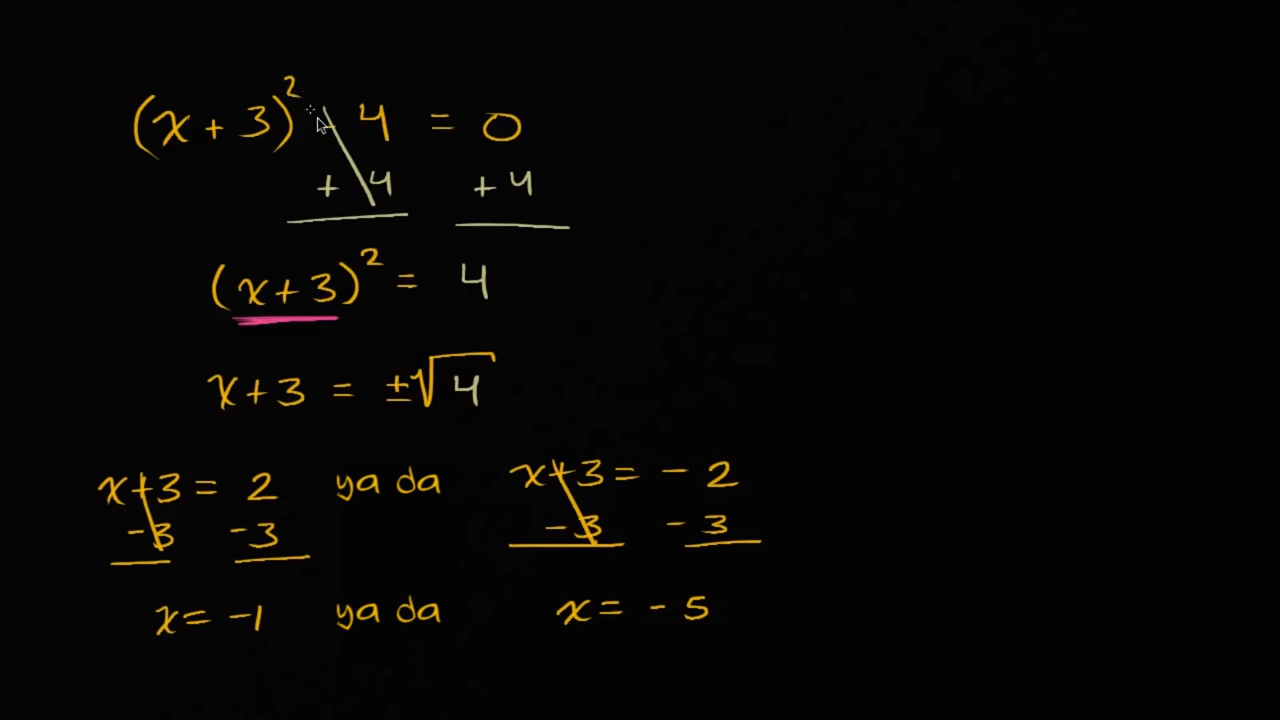 (x + 3)² - 4 = 0
+ 4 + 4
(x + 3)² = 4
x + 3 = ±√4
x + 3 = 2 ya da x + 3 = - 2
- 3 - 3 - 3 - 3
x = -1 ya da x = - 5